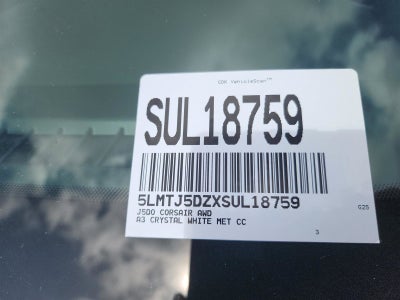 CDK VehicleScan™
SUL18759
5LMTJ5DZXSUL18759
J5D0 CORSAIR AWD
A3 CRYSTAL WHITE MET CC
G25
3